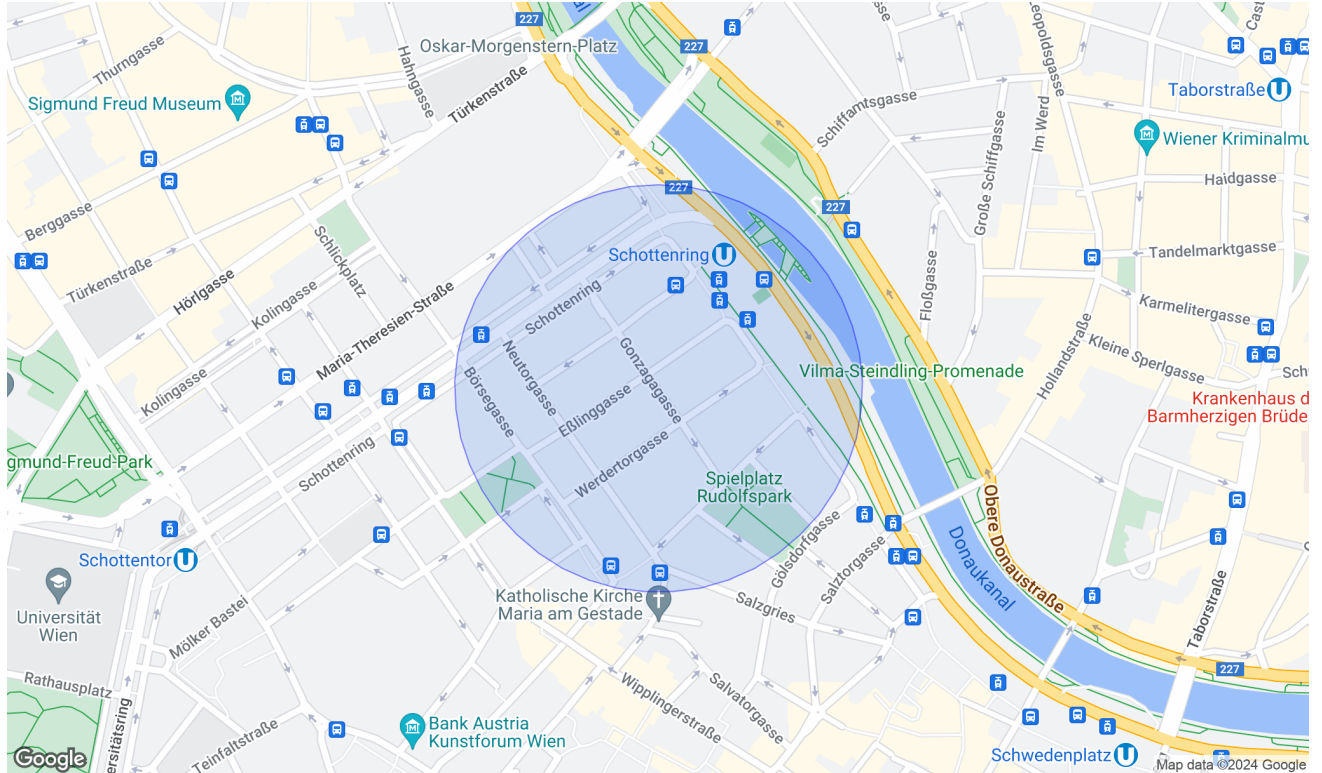 227
Oskar-Morgenstern-Platz
227
Thurngasse
Hahngasse
Türkenstraße
Sigmund Freud Museum
Schiffamtsgasse
Leopoldsgasse
Im Werd
Große Schiffgasse
Taborstraße
U
Wiener Kriminalmu
Haidgasse
227
227
Berggasse
Schlickplatz
Türkenstraße
Hörlgasse
Kolingasse
Maria-Theresien-Straße
Schottenring
U
Tandelmarktgasse
Floßgasse
Karmelitergasse
Kleine Sperlgasse
Hollandstraße
Schottenring
Neutorgasse
Gonzagagasse
Börsegasse
Eßlinggasse
Kolingasse
Vilma-Steindling-Promenade
Krankenhaus d
Barmherzigen Brüde
gmund-Freud-Park
Schottenring
Werdertorgasse
Spielplatz
Rudolfspark
Schottentor
U
Gölsdorfgasse
Salztorgasse
Donaukanal
Obere Donaustraße
Universität
Wien
Mölker Bastei
Katholische Kirche
Maria am Gestade
Salzgries
Taborstraße
Rathausplatz
ersitätsring
Teinfaltstraße
Bank Austria
Kunstforum Wien
Wipplingerstraße
Salvatorgasse
227
Schwedenplatz
U
Google
Map data ©2024 Google